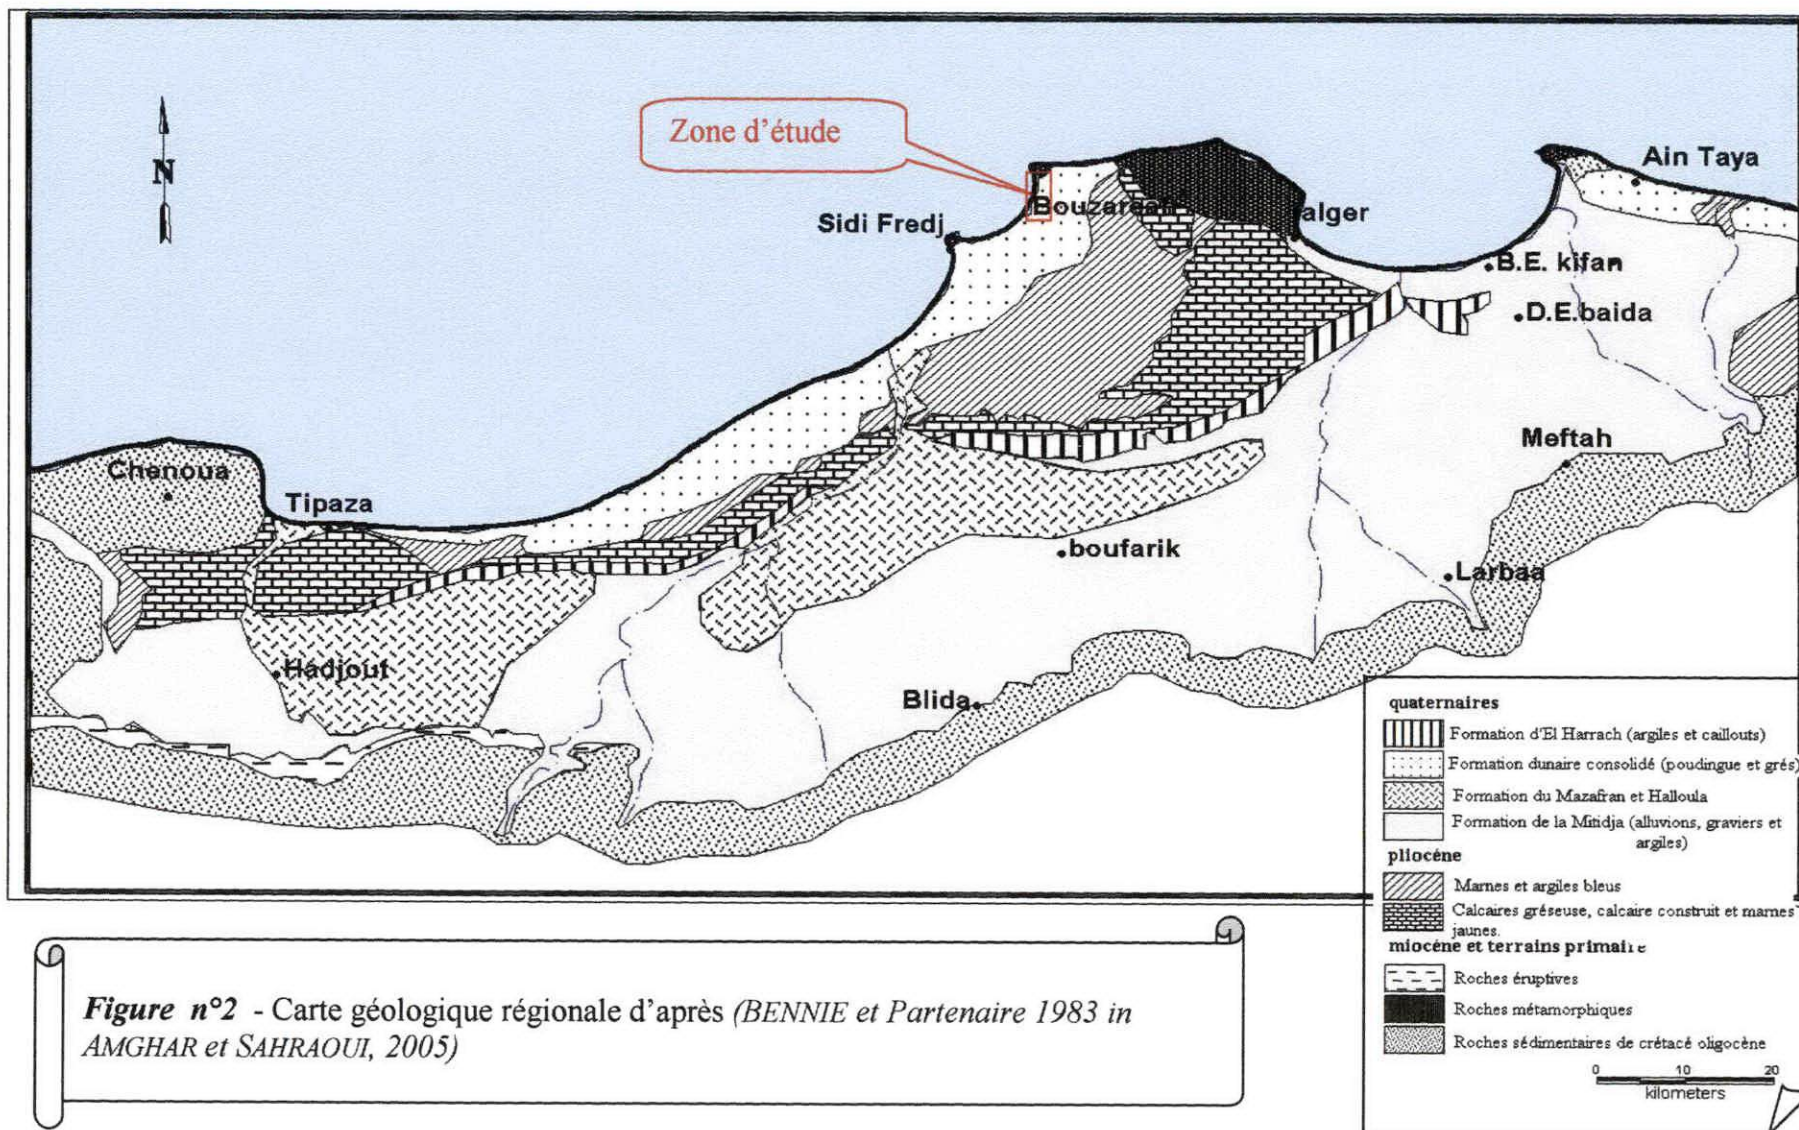 Zone d'étude
N
Ain Taya
Sidi Fredj
alger
B.E. kifan
D.E.baida
Meftah
Chenoua
Tipaza
boufarik
Larbaa
Hadjout
Blida
quaternaires
Formation d'El Harrach (argiles et caillouts)
Formation dunaire consolidé (poudingue et grés)
Formation du Mazafran et Halloula
Formation de la Mitidja (alluvions, graviers et
argiles)
pliocéne
Marnes et argiles bleus
Calcaires gréseuse, calcaire construit et marnes
jaunes.
miocéne et terrains primaire
Roches éruptives
Roches métamorphiques
Roches sédimentaires de crétacé oligocène
0 10 20
kilometers
Figure n°2 - Carte géologique régionale d'après (BENNIE et Partenaire 1983 in
AMGHAR et SAHRAOUI, 2005)